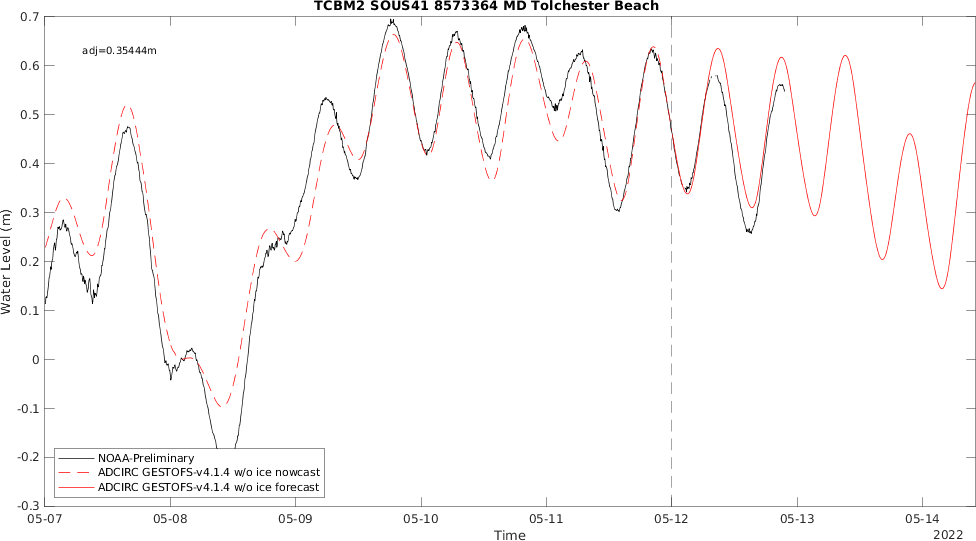 TCBM2 SOUS41 8573364 MD Tolchester Beach
adj=0.35444m
Water Level (m)
0.7
0.6
0.5
0.4
0.3
0.2
0.1
0
-0.1
-0.2
-0.3
NOAA-Preliminary
ADCIRC GESTOFS-v4.1.4 w/o ice nowcast
ADCIRC GESTOFS-v4.1.4 w/o ice forecast
05-07 05-08 05-09 05-10 05-11 05-12 05-13 05-14
Time
2022